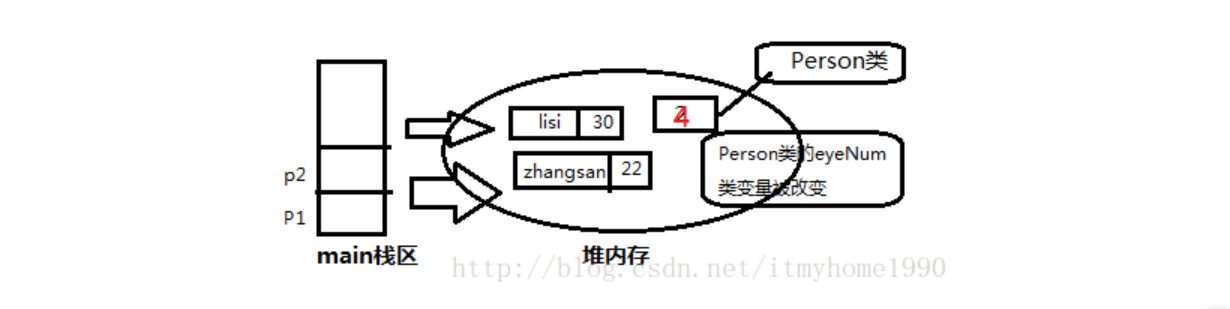 Person类
lisi 30
4
Person类的eyeNum
类变量被改变
zhangsan 22
p2
P1
main栈区
堆内存
http://blog.csdn.net/itmyhome1990